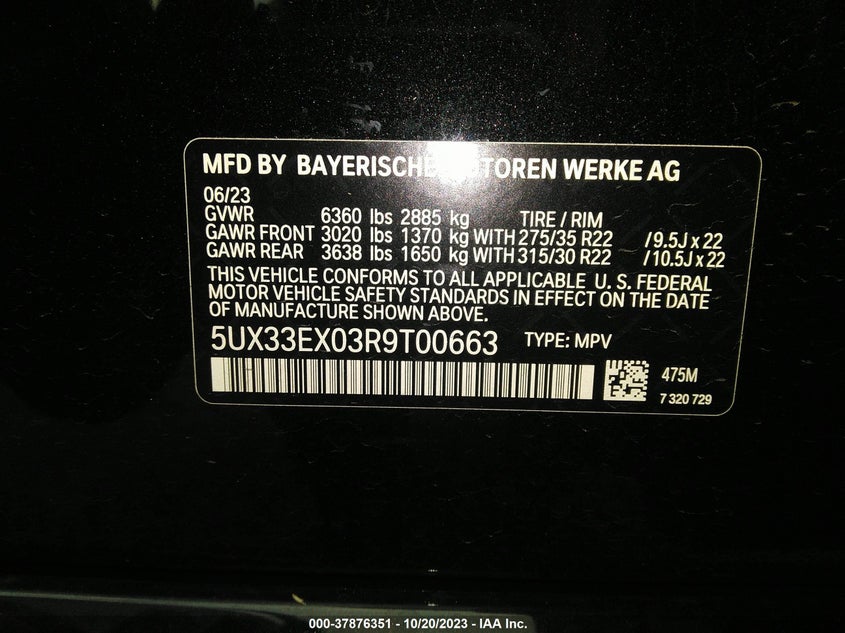 MFD BY BAYERISCHE MOTOREN WERKE AG
06/23
GVWR 6360 lbs 2885 kg TIRE / RIM
GAWR FRONT 3020 lbs 1370 kg WITH 275/35 R22 / 9.5J x 22
GAWR REAR 3638 lbs 1650 kg WITH 315/30 R22 / 10.5J x 22
THIS VEHICLE CONFORMS TO ALL APPLICABLE U. S. FEDERAL
MOTOR VEHICLE SAFETY STANDARDS IN EFFECT ON THE DATE
OF MANUFACTURE SHOWN ABOVE.
5UX33EX03R9T00663 TYPE: MPV
475M
7 320 729
000-37876351 - 10/20/2023 - IAA Inc.